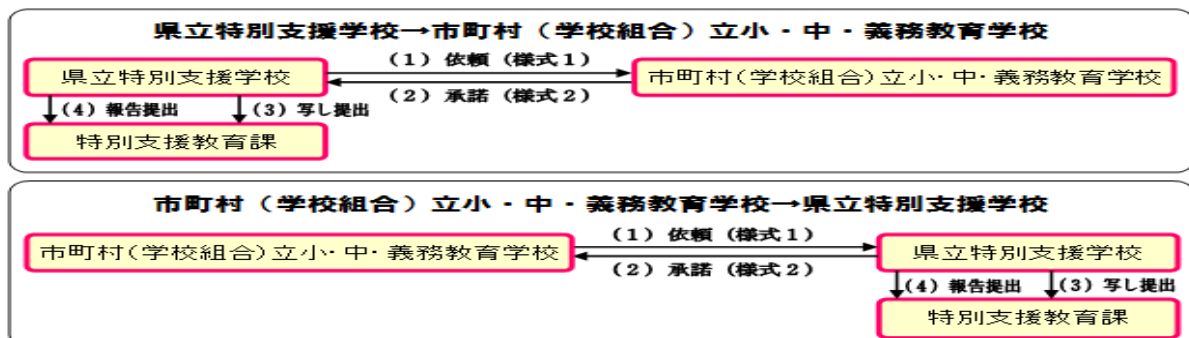 県立特別支援学校→市町村（学校組合）立小・中・義務教育学校
（１）依頼（様式１）
県立特別支援学校
市町村(学校組合)立小･中･義務教育学校
（２）承諾（様式２）
(４) 報告提出
(３) 写し提出
特別支援教育課
市町村（学校組合）立小・中・義務教育学校→県立特別支援学校
（１）依頼（様式１）
市町村(学校組合)立小･中･義務教育学校
県立特別支援学校
（２）承諾（様式２）
(４) 報告提出
(３) 写し提出
特別支援教育課